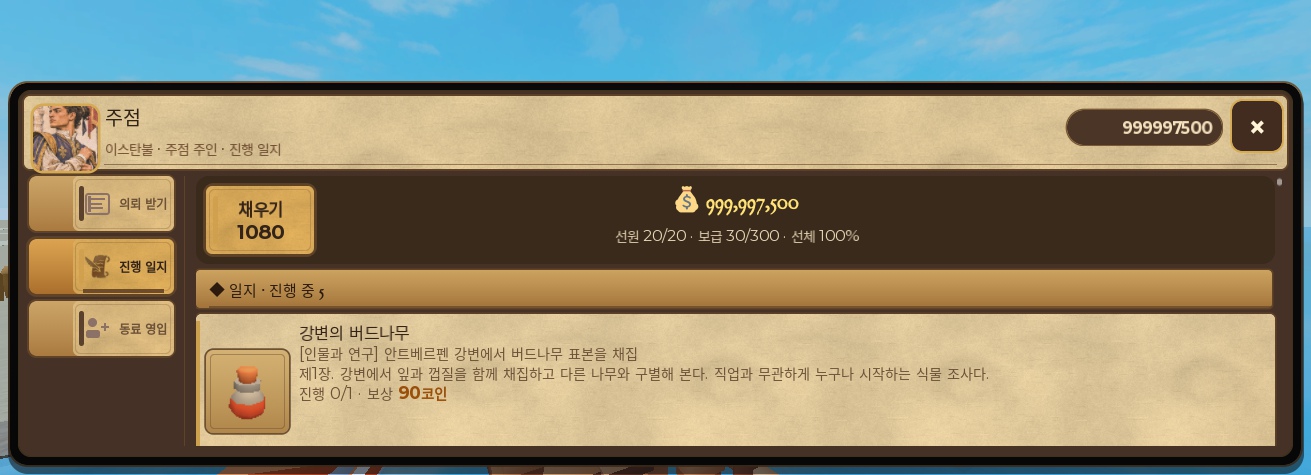 주점
이스탄불 · 주점 주인 · 진행 일지
999997500
×
의뢰 받기
진행 일지
동료 영입
채우기
1080
$ 999,997,500
선원 20/20 · 보급 30/300 · 선체 100%
◆ 일지 · 진행 중 5
강변의 버드나무
[인물과 연구] 안트베르펜 강변에서 버드나무 표본을 채집
제1장. 강변에서 잎과 껍질을 함께 채집하고 다른 나무와 구별해 본다. 직업과 무관하게 누구나 시작하는 식물 조사다.
진행 0/1 · 보상 90코인